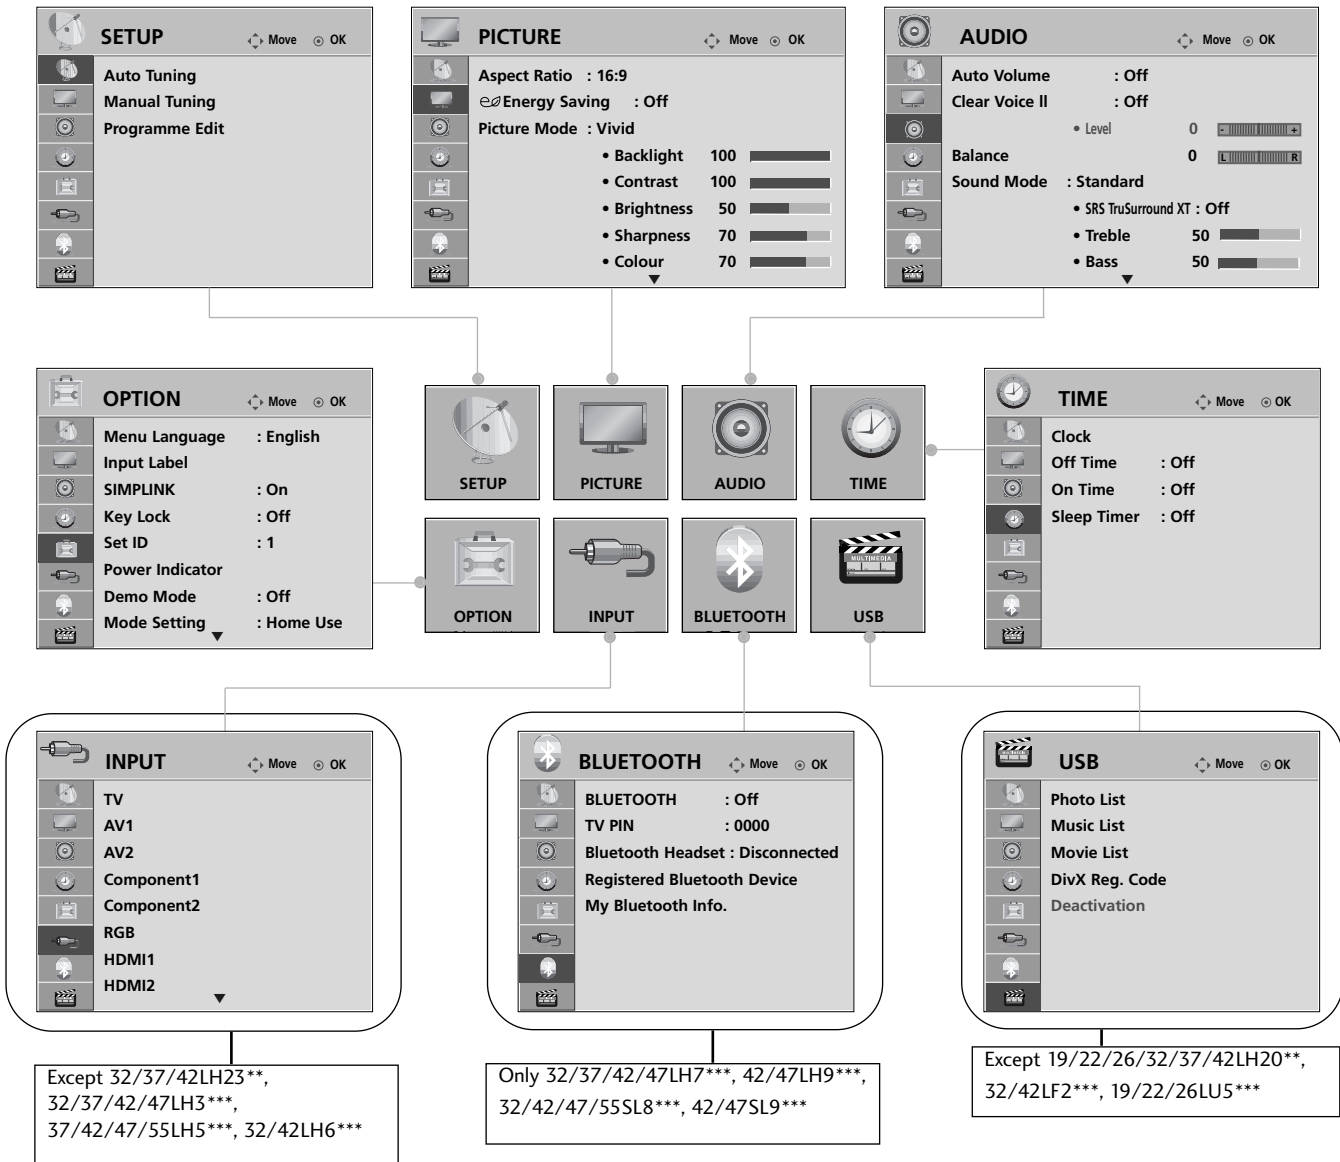 SETUP
Move OK
Auto Tuning
Manual Tuning
Programme Edit
PICTURE
Move OK
Aspect Ratio : 16:9
Energy Saving : Off
Picture Mode : Vivid
• Backlight 100
• Contrast 100
• Brightness 50
• Sharpness 70
• Colour 70
AUDIO
Move OK
Auto Volume : Off
Clear Voice ll : Off
• Level 0 - +
Balance 0 L R
Sound Mode : Standard
• SRS TruSurround XT : Off
• Treble 50
• Bass 50
OPTION
Move OK
Menu Language : English
Input Label
SIMPLINK : On
Key Lock : Off
Set ID : 1
Power Indicator
Demo Mode : Off
Mode Setting : Home Use
SETUP
PICTURE
AUDIO
TIME
OPTION
INPUT
BLUETOOTH
MULTIMEDIA
USB
TIME
Move OK
Clock
Off Time : Off
On Time : Off
Sleep Timer : Off
INPUT
Move OK
TV
AV1
AV2
Component1
Component2
RGB
HDMI1
HDMI2
BLUETOOTH
Move OK
BLUETOOTH : Off
TV PIN : 0000
Bluetooth Headset : Disconnected
Registered Bluetooth Device
My Bluetooth Info.
USB
Move OK
Photo List
Music List
Movie List
DivX Reg. Code
Deactivation
Except 32/37/42LH23**,
32/37/42/47LH3***,
37/42/47/55LH5***, 32/42LH6***
Only 32/37/42/47LH7***, 42/47LH9***,
32/42/47/55SL8***, 42/47SL9***
Except 19/22/26/32/37/42LH20**,
32/42LF2***, 19/22/26LU5***